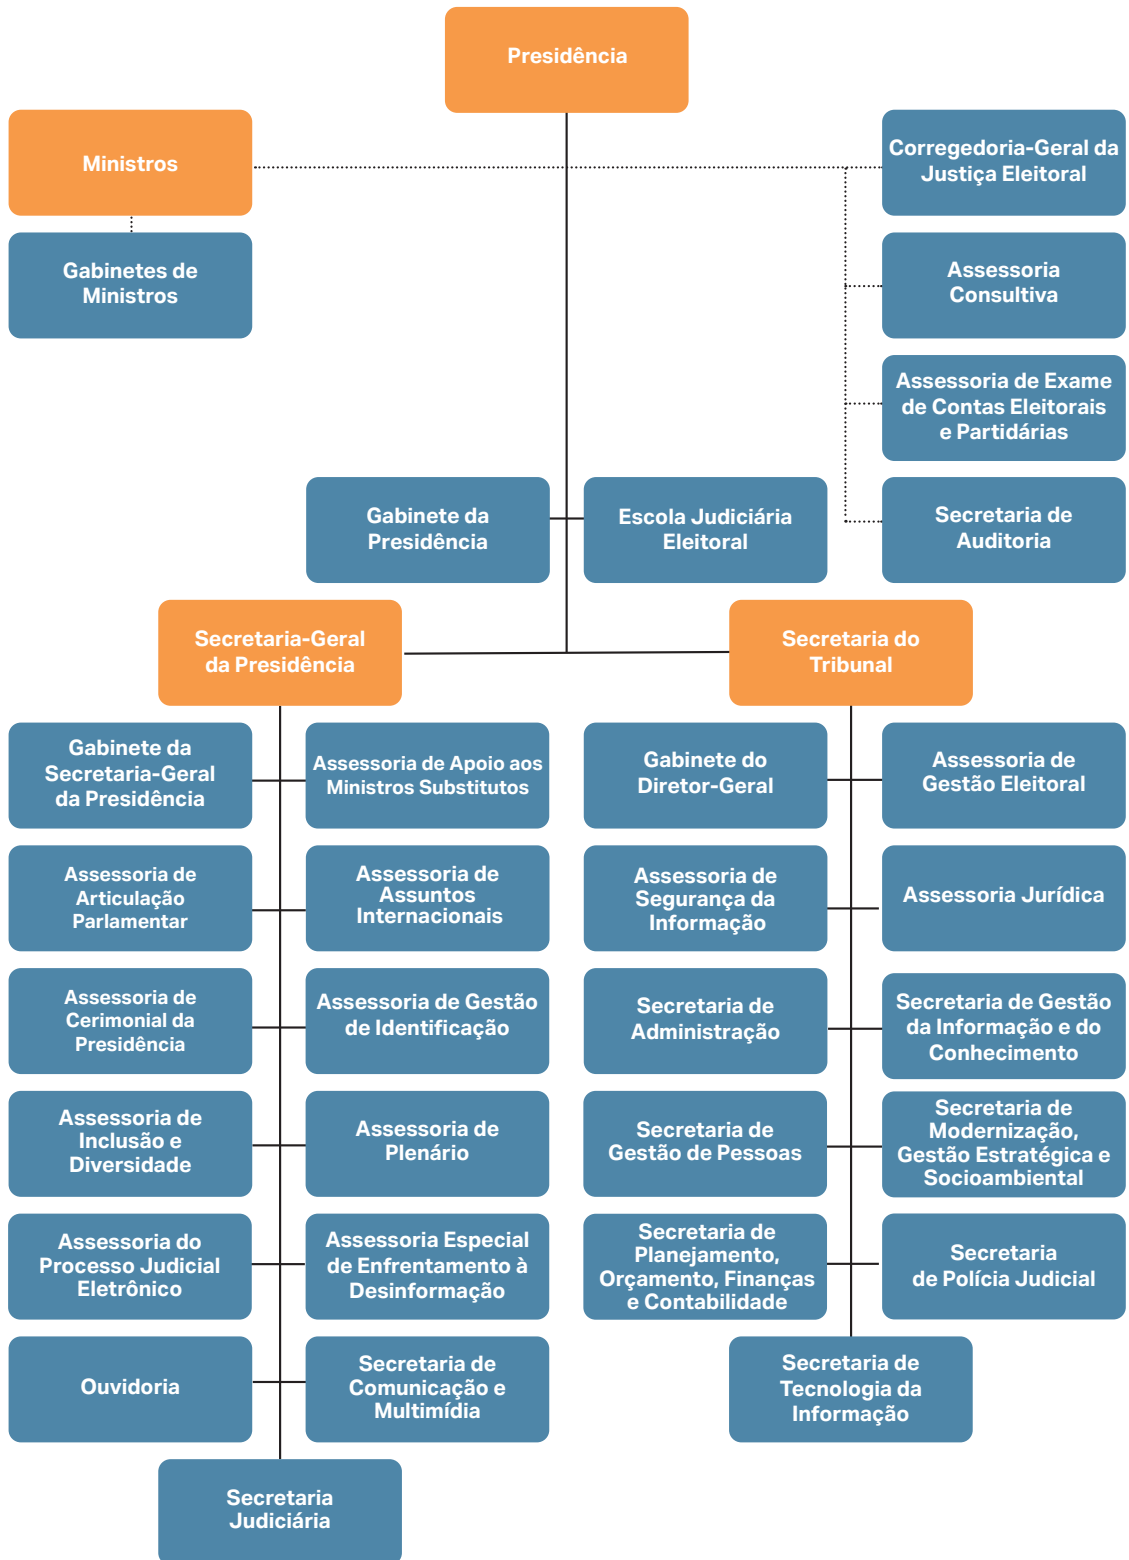 Presidência
Ministros
Corregedoria-Geral da
Justiça Eleitoral
Gabinetes de
Ministros
Assessoria
Consultiva
Assessoria de Exame
de Contas Eleitorais
e Partidárias
Gabinete da
Presidência
Escola Judiciária
Eleitoral
Secretaria de
Auditoria
Secretaria-Geral
da Presidência
Secretaria do
Tribunal
Gabinete da
Secretaria-Geral
da Presidência
Assessoria de Apoio aos
Ministros Substitutos
Gabinete do
Diretor-Geral
Assessoria de
Gestão Eleitoral
Assessoria de
Articulação
Parlamentar
Assessoria de
Assuntos
Internacionais
Assessoria de
Segurança da
Informação
Assessoria Jurídica
Assessoria de
Cerimonial da
Presidência
Assessoria de Gestão
de Identificação
Secretaria de
Administração
Secretaria de Gestão
da Informação e do
Conhecimento
Assessoria de
Inclusão e
Diversidade
Assessoria de
Plenário
Secretaria de
Gestão de Pessoas
Secretaria de
Modernização,
Gestão Estratégica e
Socioambiental
Assessoria do
Processo Judicial
Eletrônico
Assessoria Especial
de Enfrentamento à
Desinformação
Secretaria de
Planejamento,
Orçamento, Finanças
e Contabilidade
Secretaria
de Polícia Judicial
Ouvidoria
Secretaria de
Comunicação e
Multimídia
Secretaria de
Tecnologia da
Informação
Secretaria
Judiciária